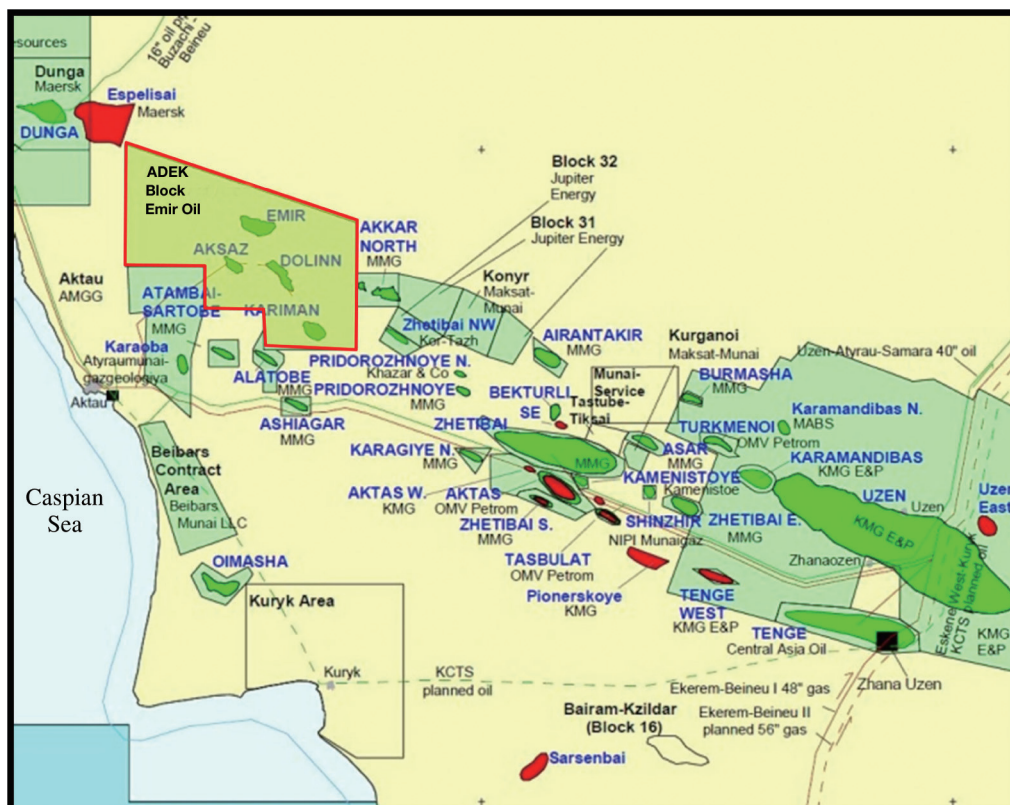 esources
16" oil
Buzachi -
Beineu
Dunga
Maersk
Espelisai
Maersk
DUNGA
ADEK
Block
Emir Oil
EMIR
AKSAZ
DOLINN
KARIMAN
AKKAR
NORTH
MMG
Block 32
Jupiter
Energy
Block 31
Jupiter Energy
Konyr
Maksat-
Munai
Aktau
AMGG
ATAMBAI-
SARTOBE
MMG
Karaoba
Atyraumunai-
gazgeologiya
Aktau
ALATOBE
MMG
ASHIAGAR
MMG
Zhetibai NW
Kor-Tazh
PRIDOROZHNOYE N.
Khazar & Co
PRIDOROZHNOYE
MMG
AIRANTAKIR
MMG
Kurganoi
Maksat-Munai
Uzen-Atyrau-Samara 40" oil
Munai-
Service
BURMASHA
MMG
BEKTURLI
SE
Tastube-
Tiksai
ZHETIBAI
MMG
KARAGIYE N.
MMG
Karamandibas N.
MABS
TURKMENOI
OMV Petrom
ASAR
MMG
KARAMANDIBAS
KMG E&P
KAMENISTOYE
Kamenistoe
AKTAS W.
KMG
AKTAS
OMV Petrom
ZHETIBAI S.
MMG
SHINZHIR
NIPI Munaigaz
ZHETIBAI E.
MMG
UZEN
Uzen
KMG E&P
Uzen
East
TASBULAT
OMV Petrom
Pionerskoye
KMG
Zhanaozen
Beibars
Contract
Area
Beibars
Munai LLC
Caspian
Sea
OIMASHA
Kuryk Area
TENGE
WEST
KMG E&P
TENGE
Central Asia Oil
Eskene West-Kuryk
KCTS planned oil
KMG
E&P
Kuryk
KCTS
planned oil
Ekerem-Beineu I 48" gas
Zhana Uzen
Ekerem-Beineu II
planned 56" gas
Bairam-Kzildar
(Block 16)
Sarsenbai